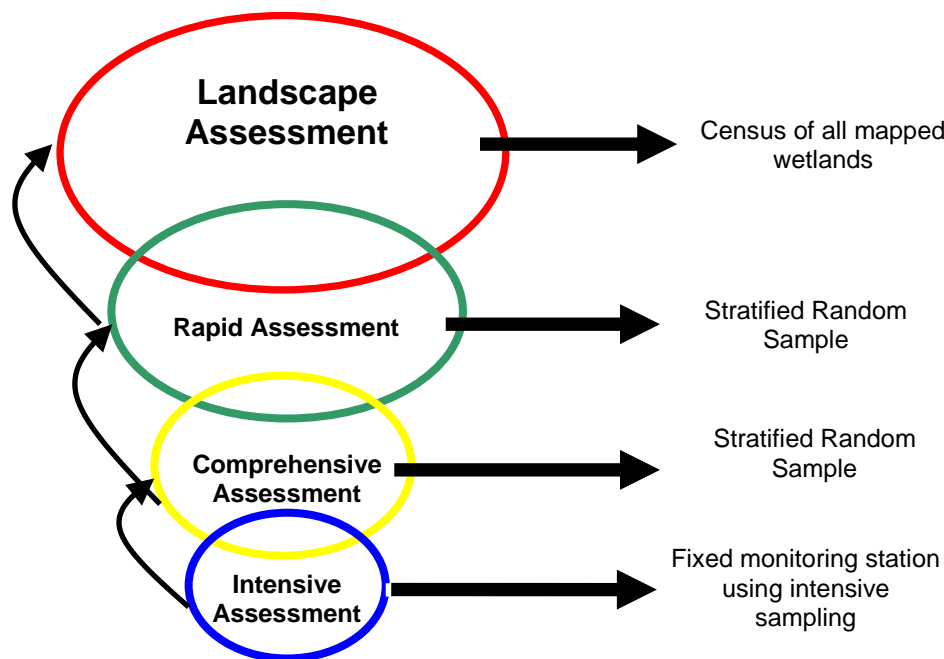 Landscape
Assessment
Census of all mapped
wetlands
Rapid Assessment
Stratified Random
Sample
Comprehensive
Assessment
Stratified Random
Sample
Intensive
Assessment
Fixed monitoring station
using intensive
sampling